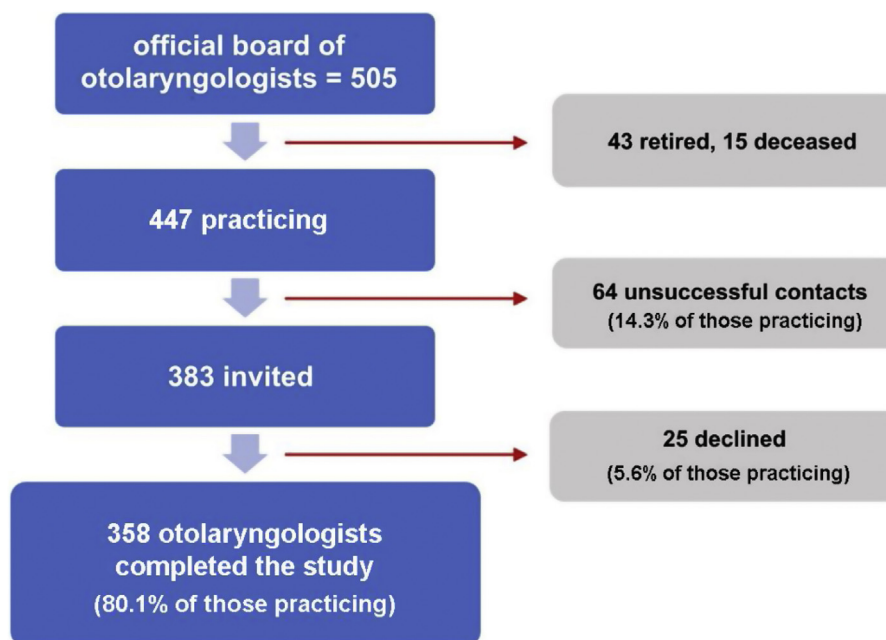 official board of
otolaryngologists = 505
43 retired, 15 deceased
447 practicing
64 unsuccessful contacts
(14.3% of those practicing)
383 invited
25 declined
(5.6% of those practicing)
358 otolaryngologists
completed the study
(80.1% of those practicing)